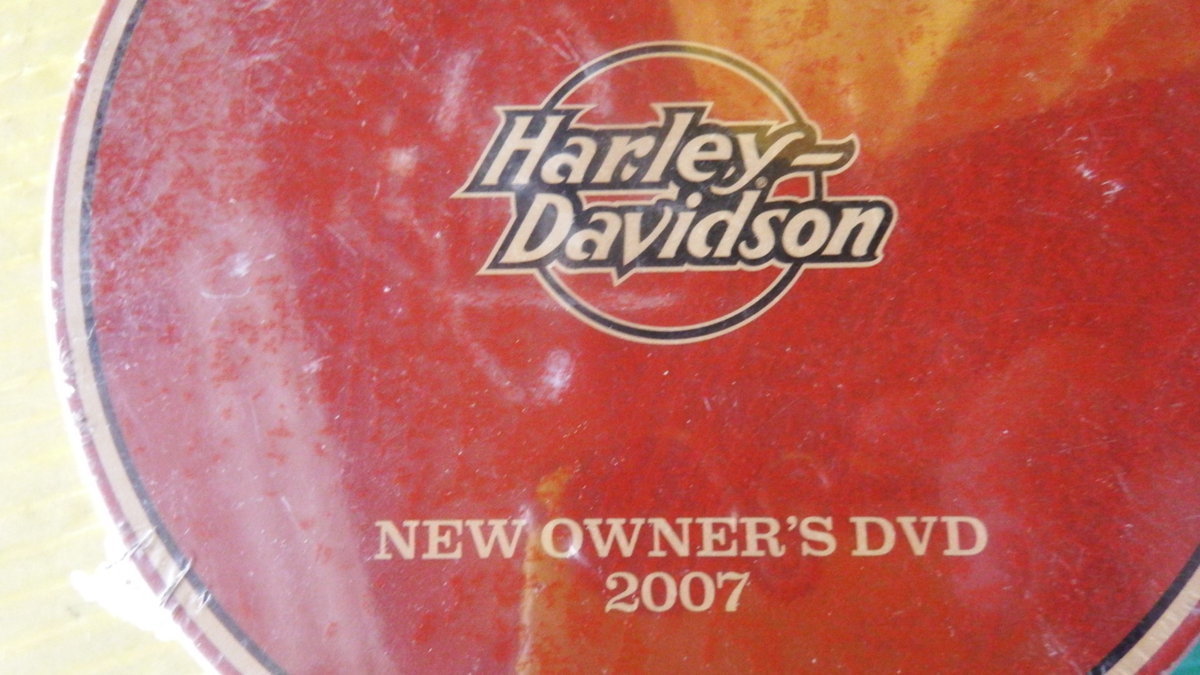 Harley-
Davidson®
NEW OWNER'S DVD
2007